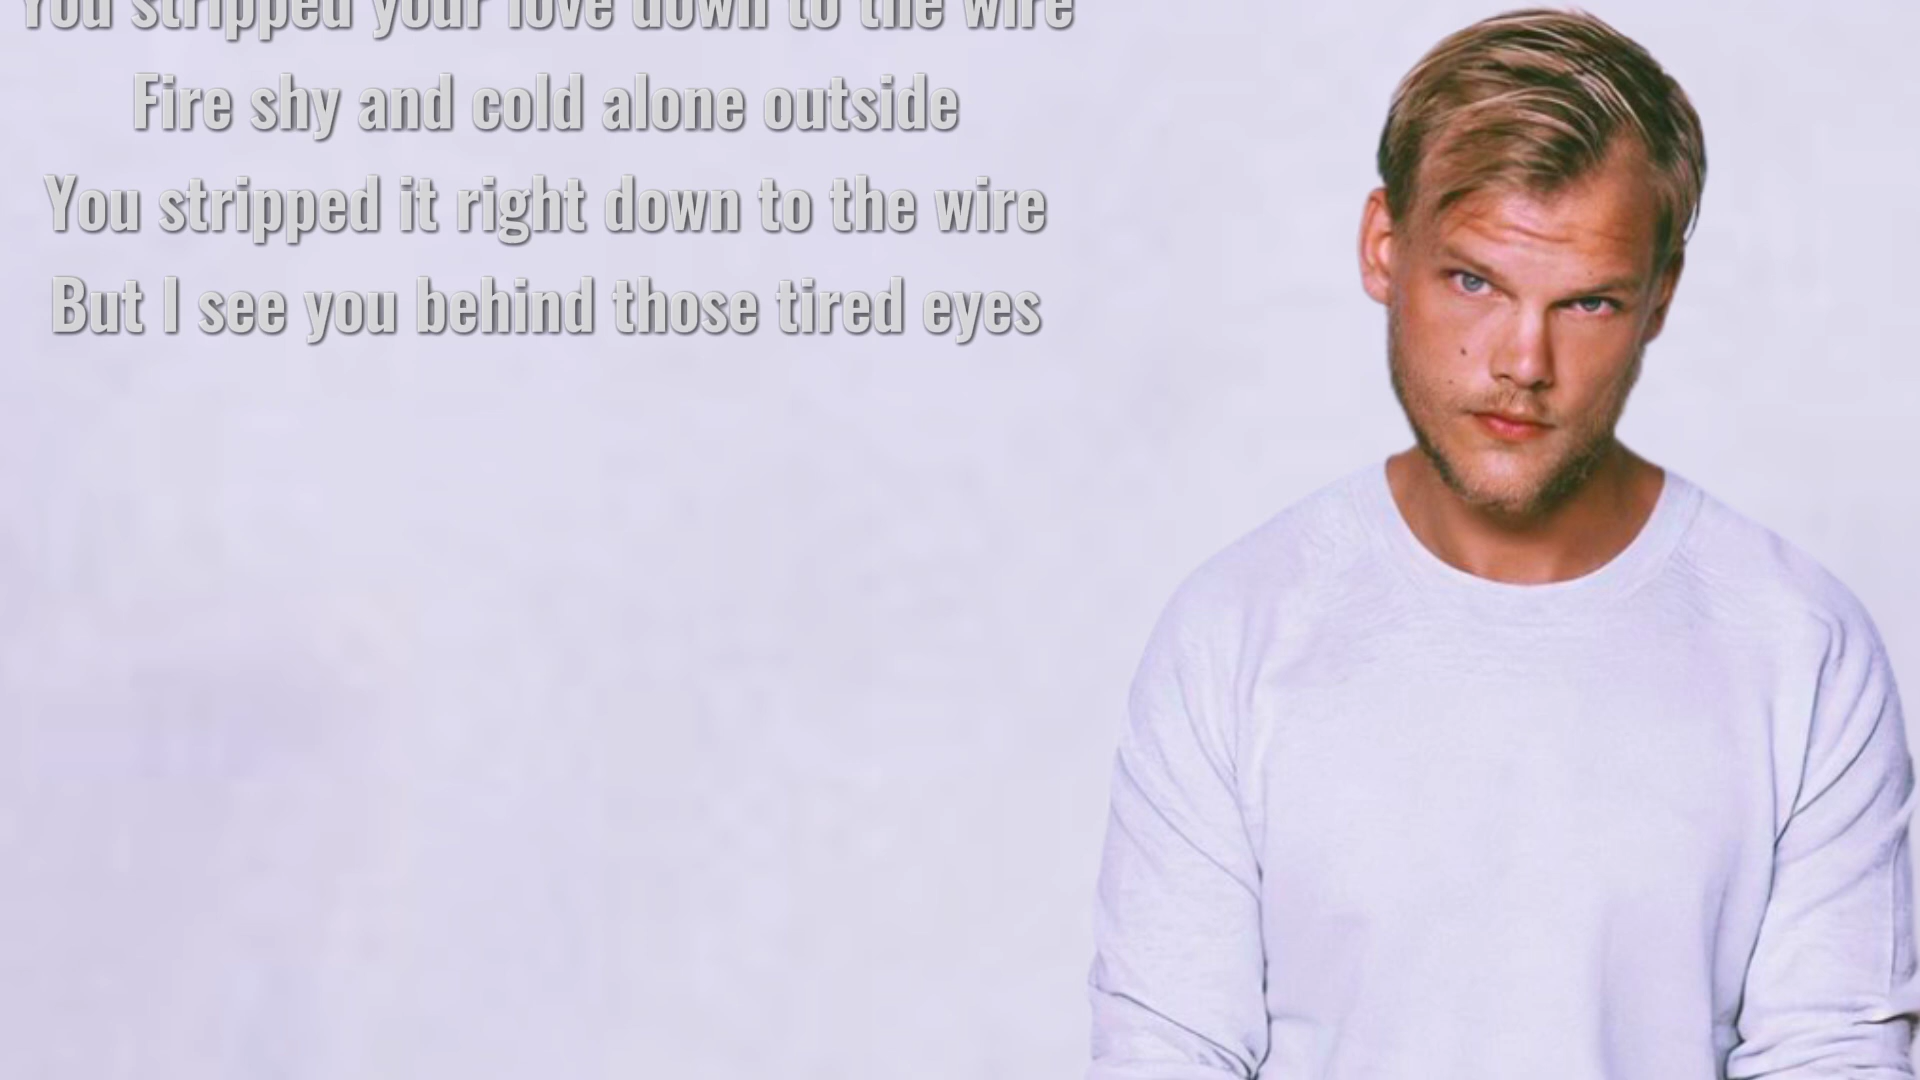 You stripped your love down to the wire
Fire shy and cold alone outside
You stripped it right down to the wire
But I see you behind those tired eyes